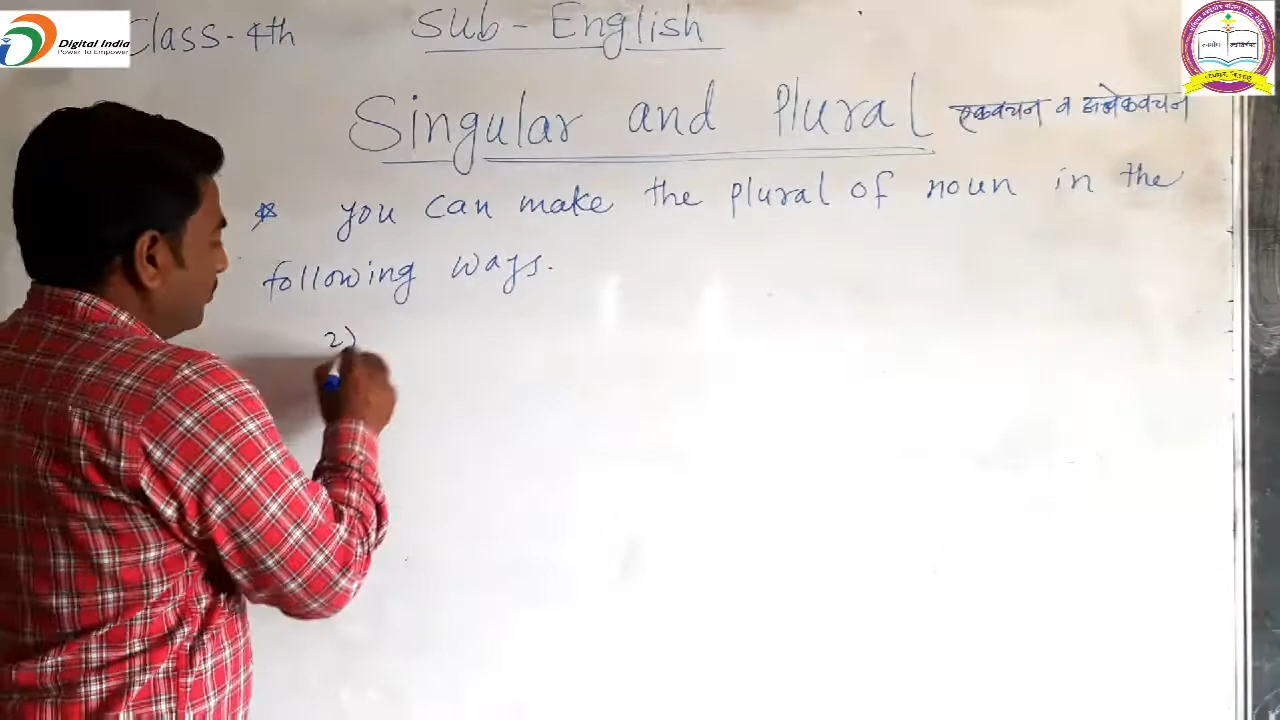 Digital India
Power To Empower
Class-4th
Sub-English
Singular and Plural एकवचन व अनेकवचन
you can make the plural of noun in the
following ways.
2)